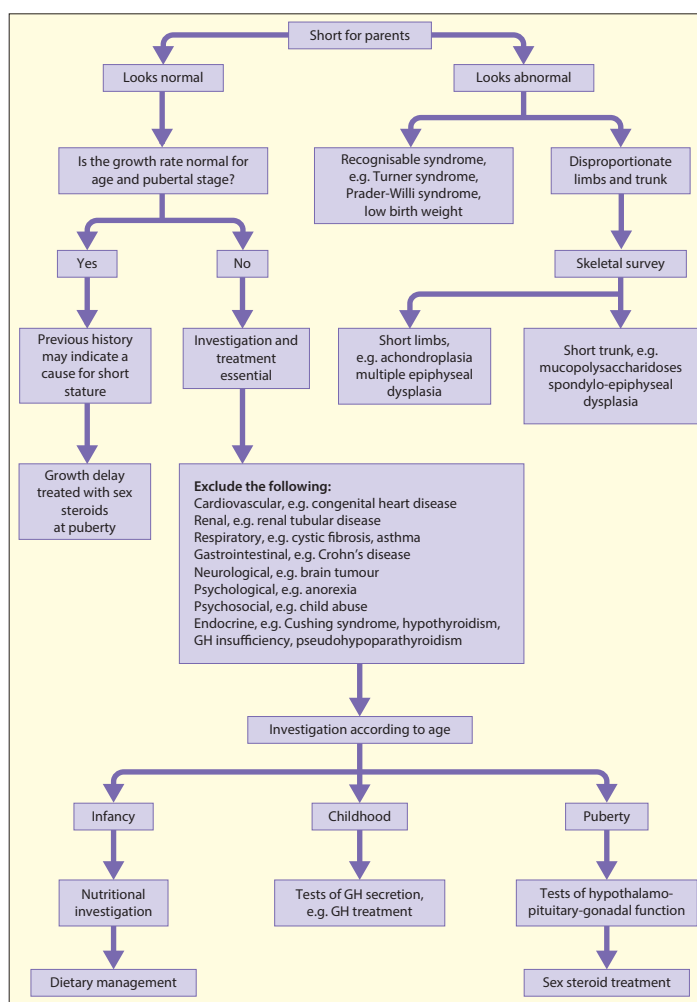 Short for parents
Looks normal
Looks abnormal
Is the growth rate normal for
age and pubertal stage?
Recognisable syndrome,
e.g. Turner syndrome,
Prader-Willi syndrome,
low birth weight
Disproportionate
limbs and trunk
Yes
No
Skeletal survey
Previous history
may indicate a
cause for short
stature
Investigation and
treatment
essential
Short limbs,
e.g. achondroplasia
multiple epiphyseal
dysplasia
Short trunk, e.g.
mucopolysaccharidoses
spondylo-epiphyseal
dysplasia
Growth delay
treated with sex
steroids
at puberty
Exclude the following:
Cardiovascular, e.g. congenital heart disease
Renal, e.g. renal tubular disease
Respiratory, e.g. cystic fibrosis, asthma
Gastrointestinal, e.g. Crohn's disease
Neurological, e.g. brain tumour
Psychological, e.g. anorexia
Psychosocial, e.g. child abuse
Endocrine, e.g. Cushing syndrome, hypothyroidism,
GH insufficiency, pseudohypoparathyroidism
Investigation according to age
Infancy
Childhood
Puberty
Nutritional
investigation
Tests of GH secretion,
e.g. GH treatment
Tests of hypothalamo-
pituitary-gonadal function
Dietary management
Sex steroid treatment